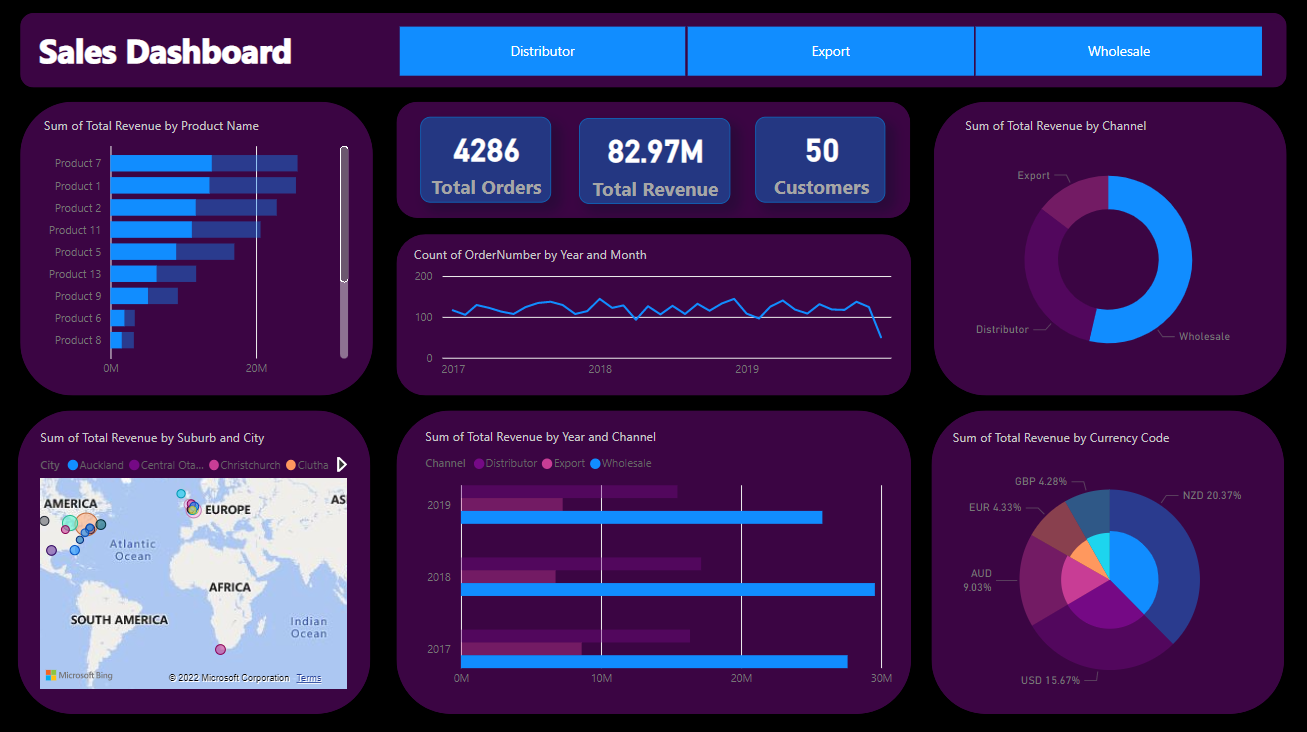 Sales Dashboard
Distributor
Export
Wholesale
Sum of Total Revenue by Product Name
Product 7
Product 1
Product 2
Product 11
Product 5
Product 13
Product 9
Product 6
Product 8
0M
20M
4286
Total Orders
82.97M
Total Revenue
50
Customers
Count of OrderNumber by Year and Month
200
100
0
2017
2018
2019
Sum of Total Revenue by Channel
Export
Distributor
Wholesale
Sum of Total Revenue by Suburb and City
City
Auckland
Central Ota...
Christchurch
Clutha
AMERICA
EUROPE
AS
Atlantic
Ocean
AFRICA
SOUTH AMERICA
Indian
Ocean
Microsoft Bing
© 2022 Microsoft Corporation
Terms
Sum of Total Revenue by Year and Channel
Channel
Distributor
Export
Wholesale
2019
2018
2017
0M
10M
20M
30M
Sum of Total Revenue by Currency Code
GBP 4.28%
NZD 20.37%
EUR 4.33%
AUD
9.03%
USD 15.67%